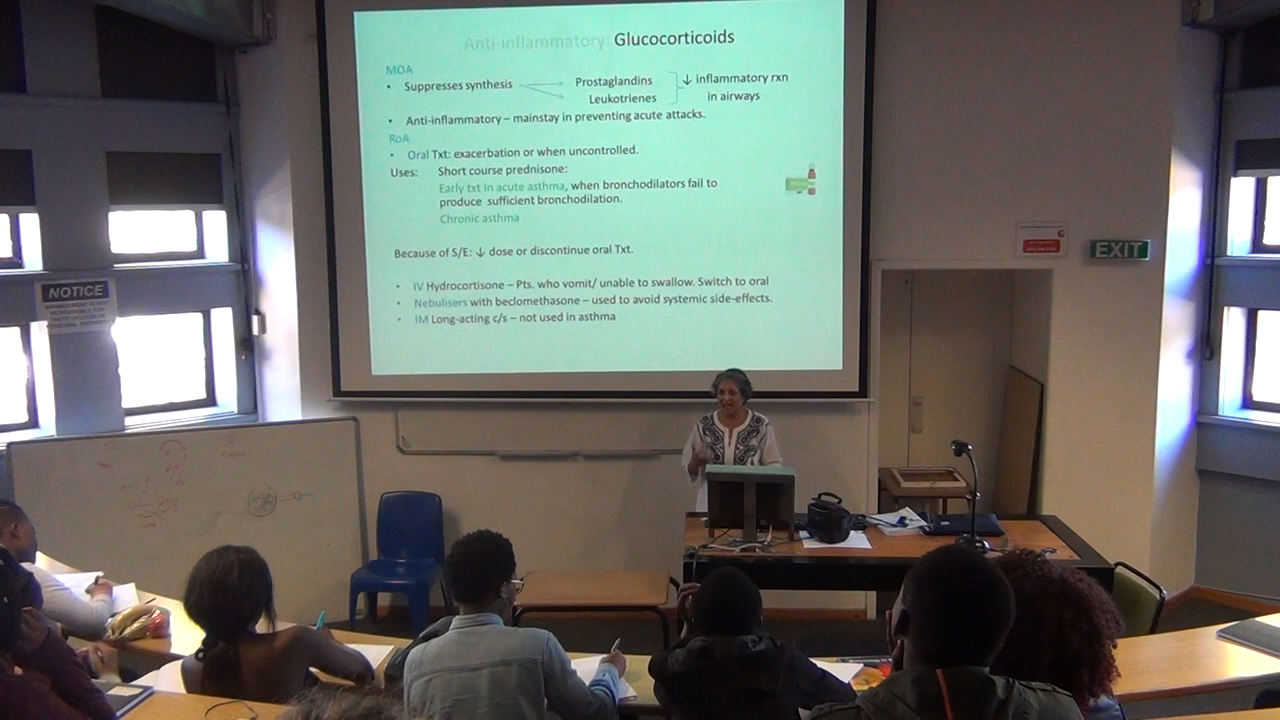 Anti-inflammatory: Glucocorticoids
MOA
• Suppresses synthesis Prostaglandins ↓ inflammatory rxn
Leukotrienes in airways
• Anti-inflammatory – mainstay in preventing acute attacks.
RoA
• Oral Txt: exacerbation or when uncontrolled.
Uses: Short course prednisone:
Early txt in acute asthma, when bronchodilators fail to
produce sufficient bronchodilation.
Chronic asthma
Because of S/E: ↓ dose or discontinue oral Txt.
• IV Hydrocortisone – Pts. who vomit/ unable to swallow. Switch to oral
• Nebulisers with beclomethasone – used to avoid systemic side-effects.
• IM Long-acting c/s – not used in asthma
EXIT
NOTICE